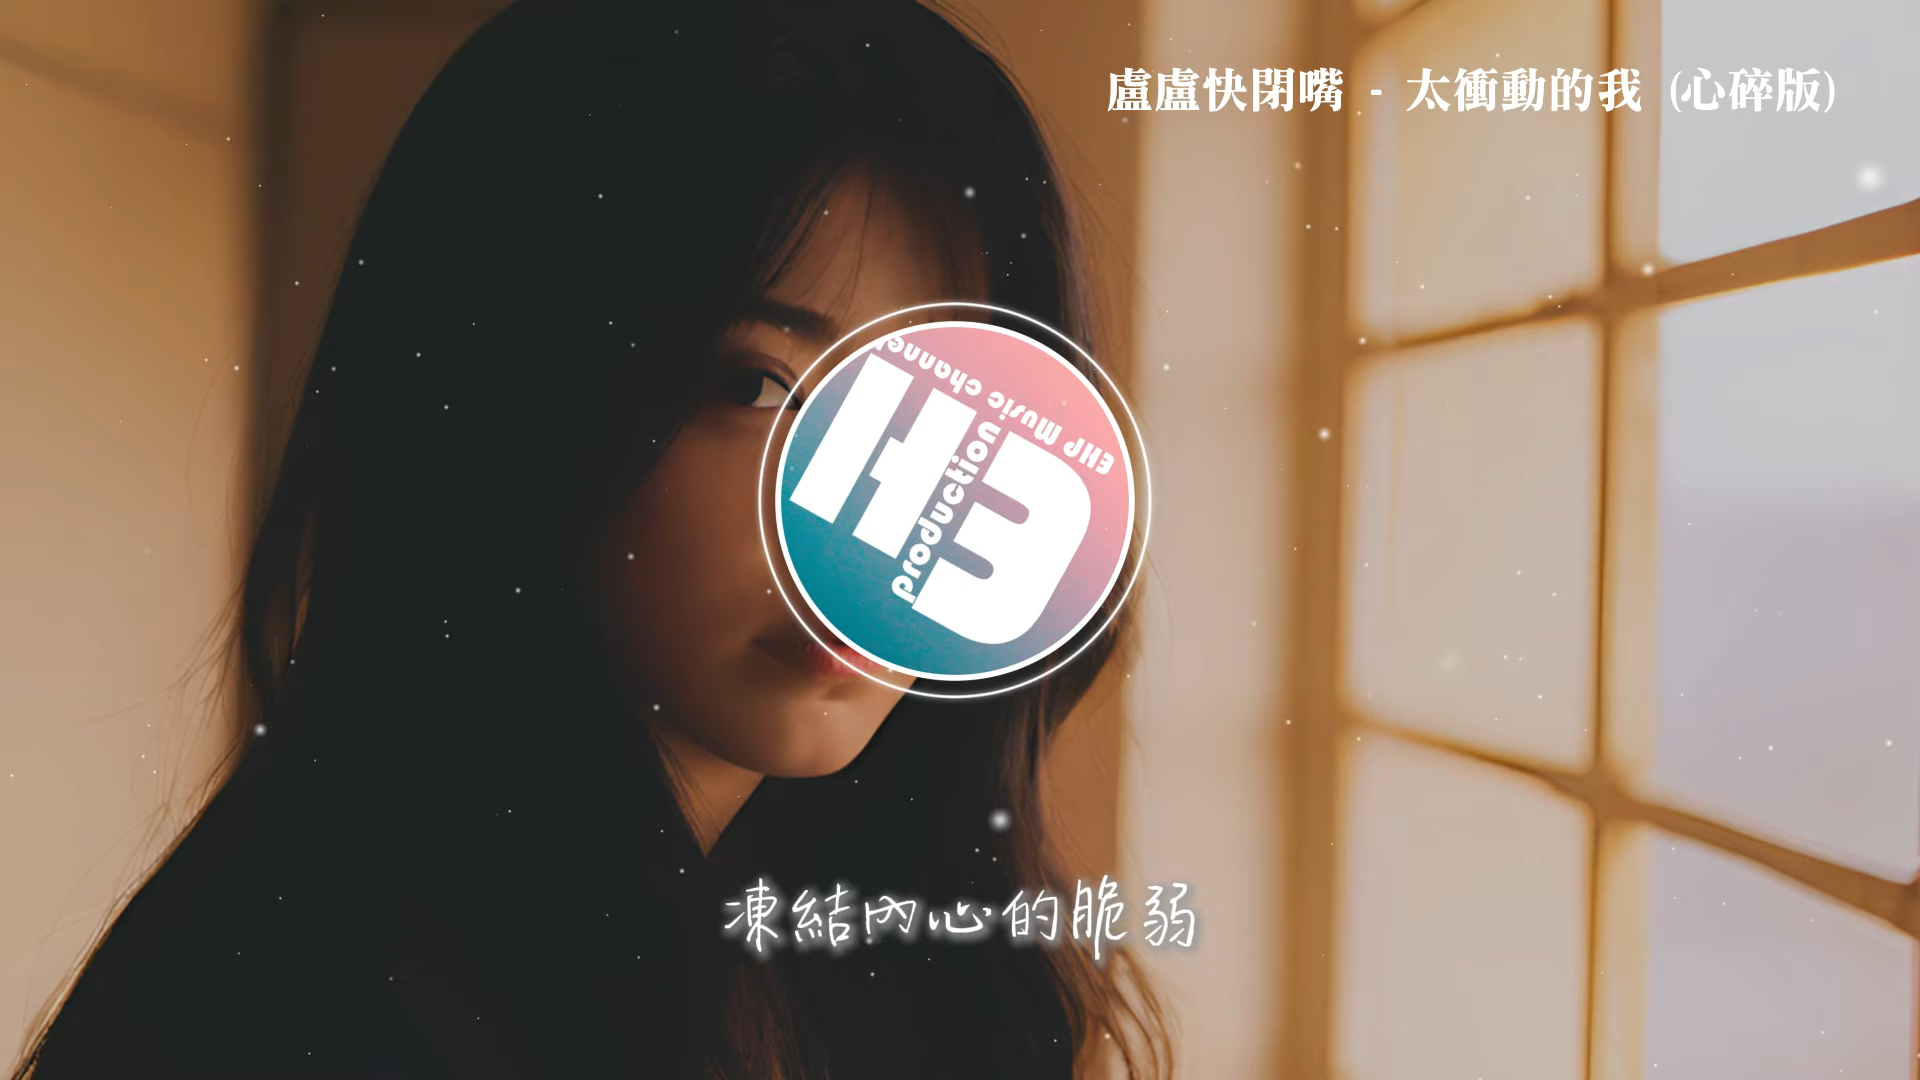 盧盧快閉嘴 - 太衝動的我 (心碎版)
EHP Music channel
EH
production
凍結內心的脆弱